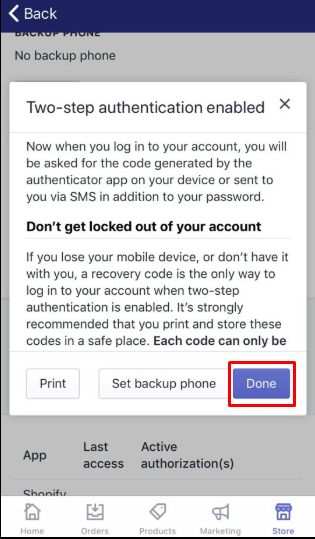 Back
BACKUP PHONE
No backup phone
Two-step authentication enabled
Now when you log in to your account, you will
be asked for the code generated by the
authenticator app on your device or sent to
you via SMS in addition to your password.
Don't get locked out of your account
If you lose your mobile device, or don't have it
with you, a recovery code is the only way to
log in to your account when two-step
authentication is enabled. It's strongly
recommended that you print and store these
codes in a safe place. Each code can only be
Print Set backup phone Done
App Last access Active authorization(s)
Shopify
Home Orders Products Marketing Store